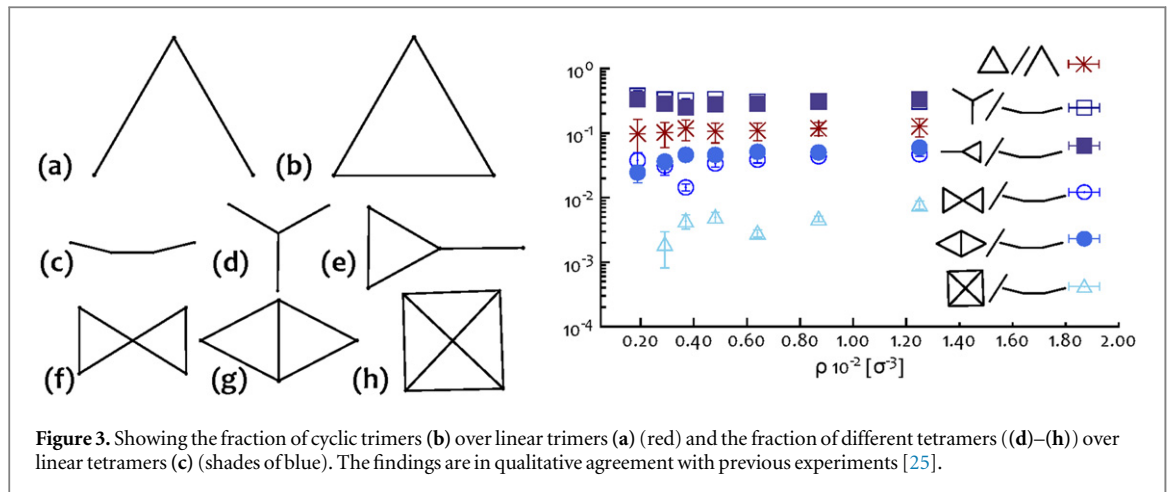 (a)
(b)
(c)
(d)
(e)
(f)
(g)
(h)
10⁰
10⁻¹
10⁻²
10⁻³
10⁻⁴
0.20 0.40 0.60 0.80 1.00 1.20 1.40 1.60 1.80 2.00
ρ 10⁻² [σ⁻³]
Figure 3. Showing the fraction of cyclic trimers (b) over linear trimers (a) (red) and the fraction of different tetramers ((d)–(h)) over
linear tetramers (c) (shades of blue). The findings are in qualitative agreement with previous experiments [25].